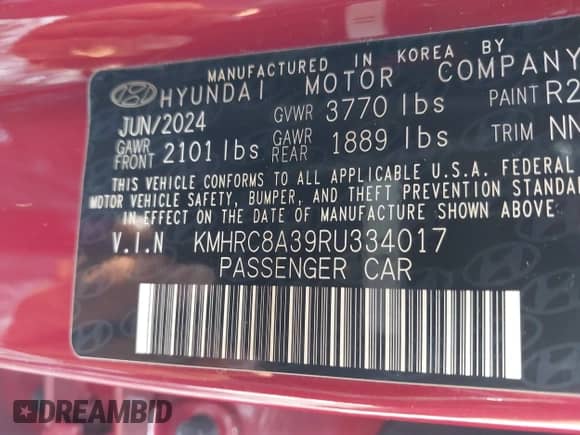 MANUFACTURED IN KOREA BY
HYUNDAI MOTOR COMPANY
JUN/2024 GVWR 3770 lbs PAINT R2
GAWR FRONT 2101 lbs GAWR REAR 1889 lbs TRIM NN
THIS VEHICLE CONFORMS TO ALL APPLICABLE U.S.A. FEDERAL
MOTOR VEHICLE SAFETY, BUMPER, AND THEFT PREVENTION STANDA
IN EFFECT ON THE DATE OF MANUFACTURE SHOWN ABOVE
V.I.N KMHRC8A39RU334017
PASSENGER CAR
DREAMBID